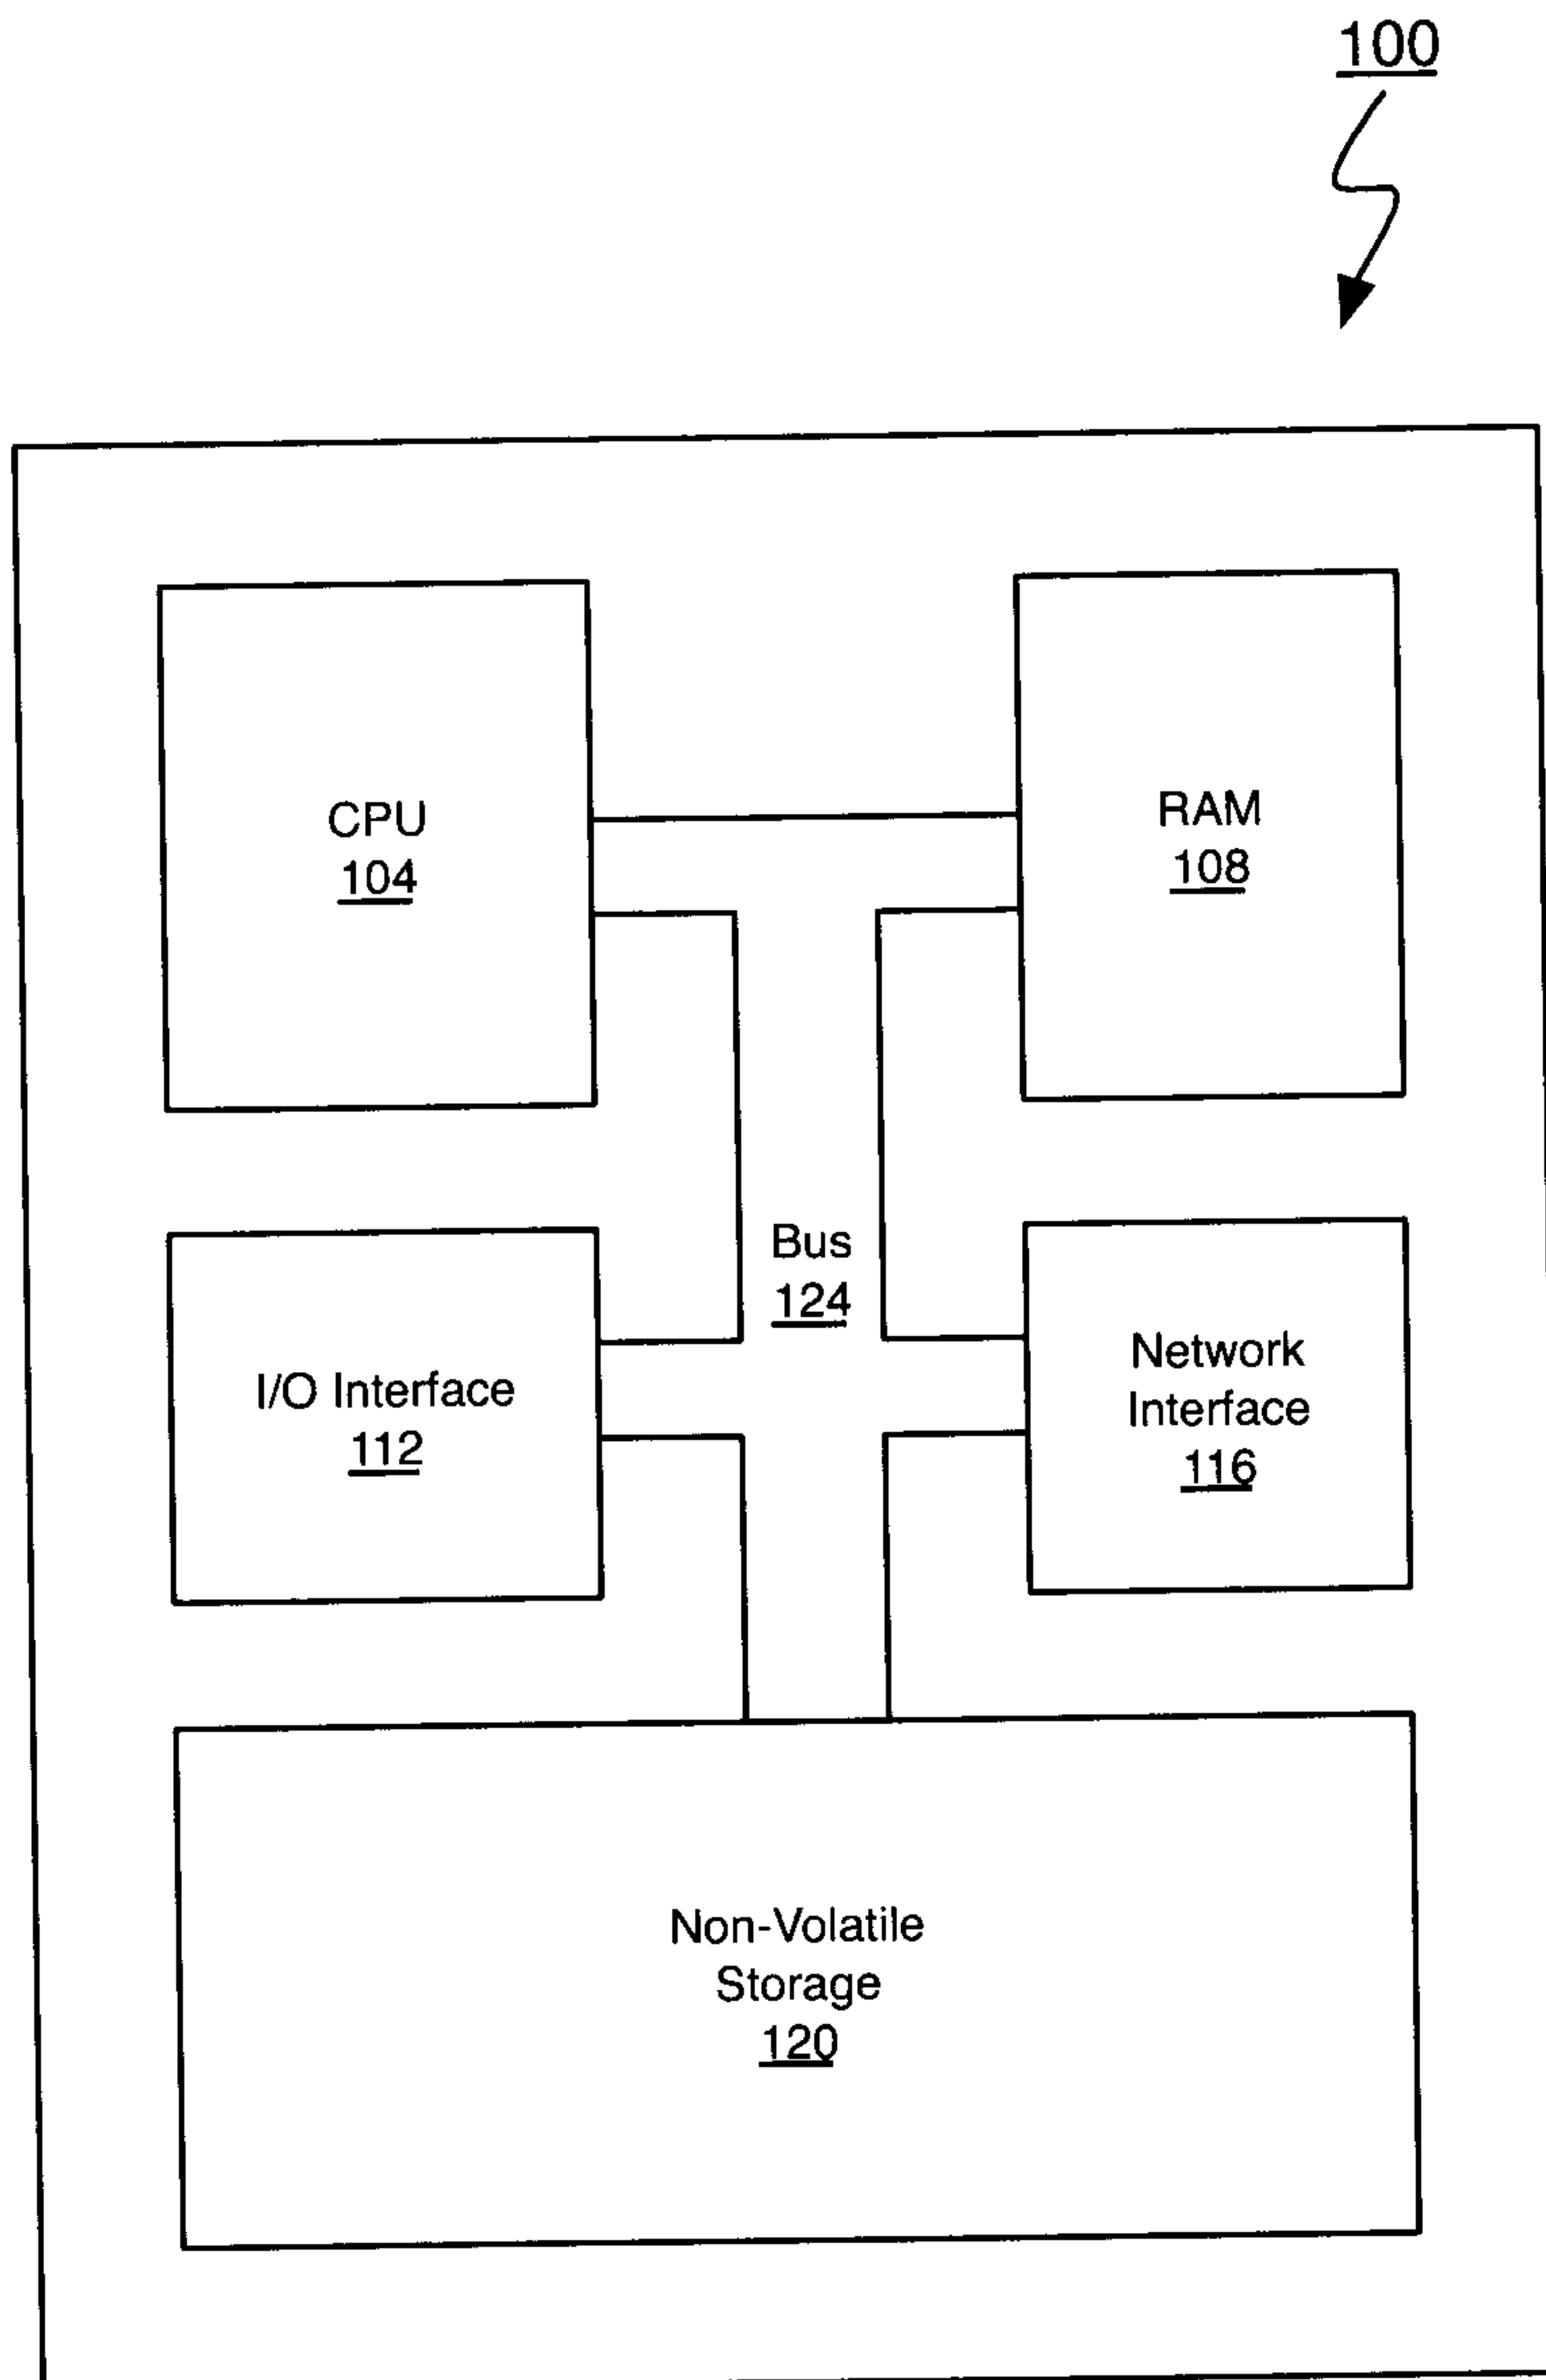 100
CPU
104
RAM
108
Bus
124
I/O Interface
112
Network
Interface
116
Non-Volatile
Storage
120